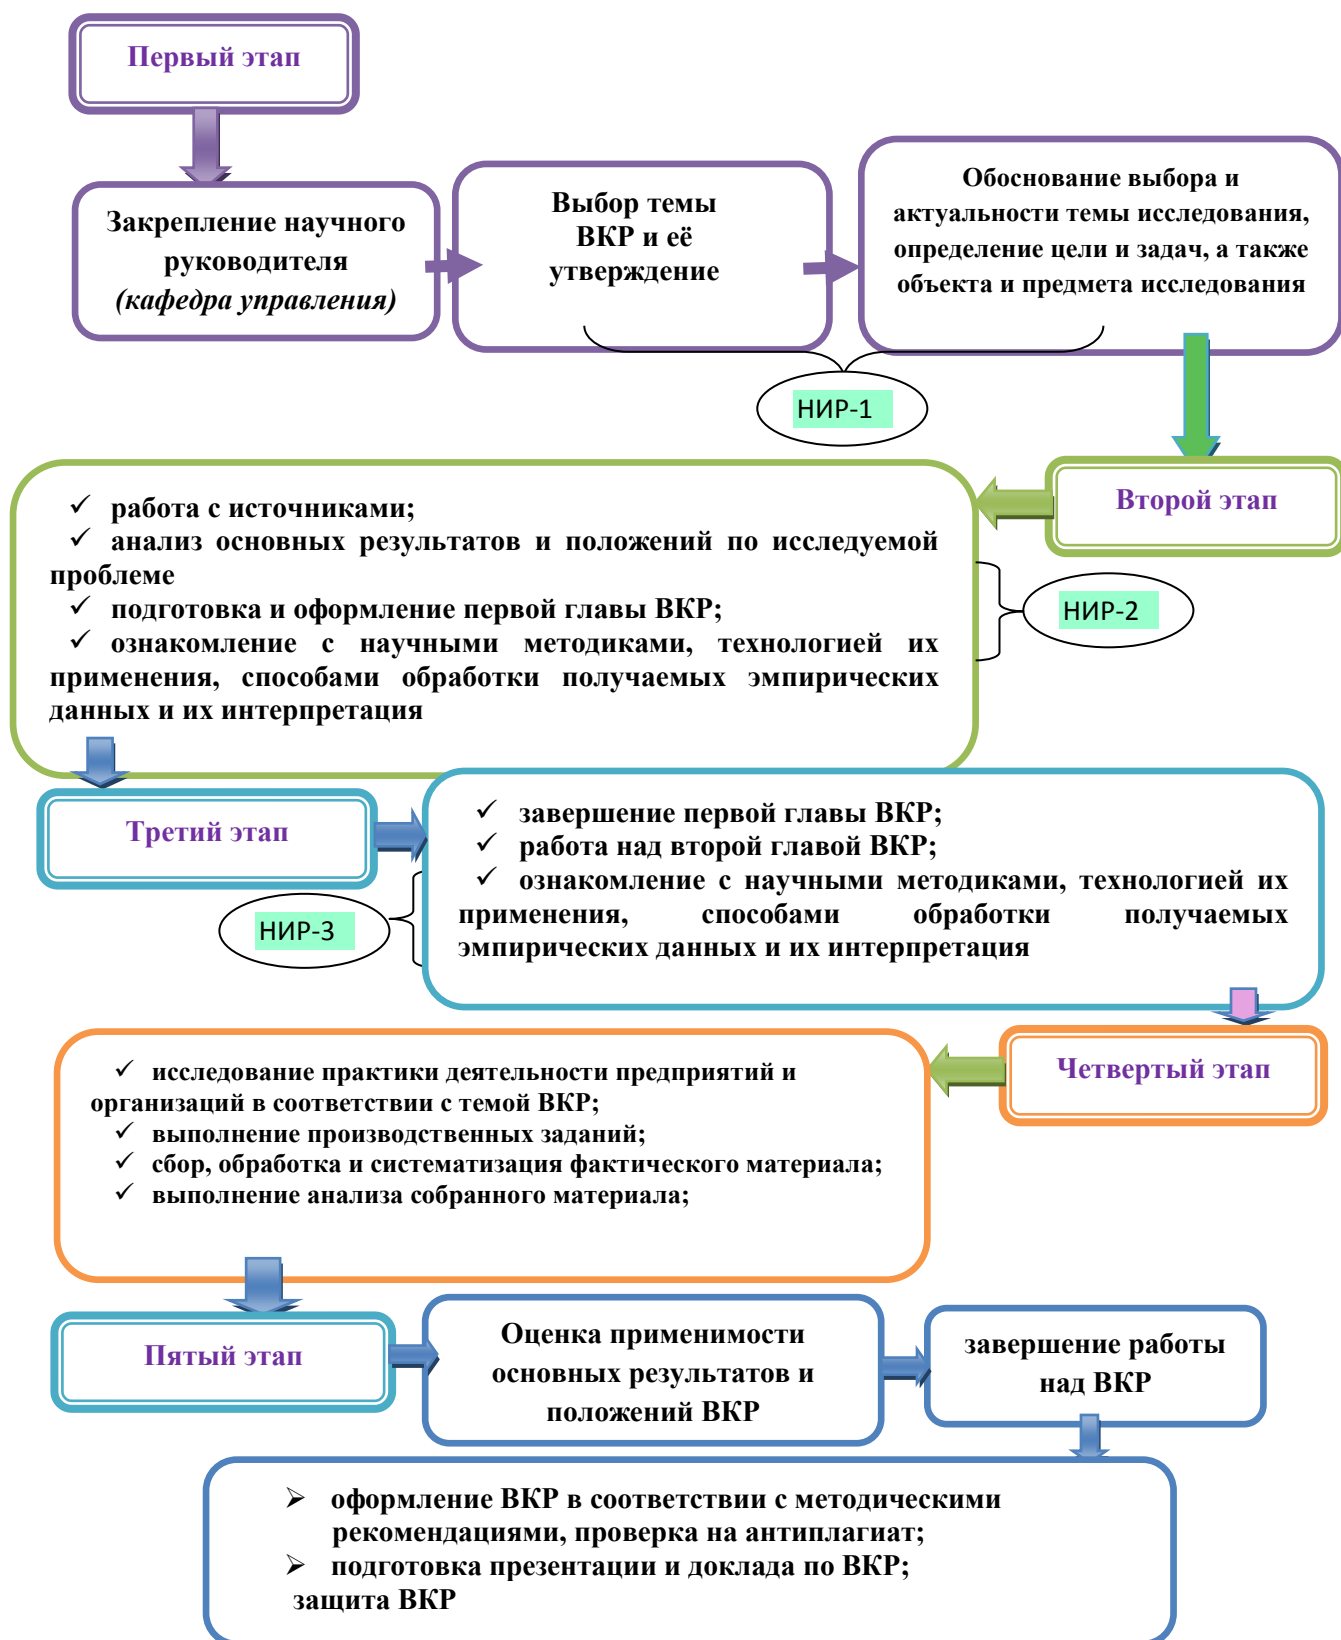 Первый этап
Закрепление научного
руководителя
(кафедра управления)
Выбор темы
ВКР и её
утверждение
Обоснование выбора и
актуальности темы исследования,
определение цели и задач, а также
объекта и предмета исследования
НИР-1
Второй этап
✓ работа с источниками;
✓ анализ основных результатов и положений по исследуемой
проблеме
✓ подготовка и оформление первой главы ВКР;
✓ ознакомление с научными методиками, технологией их
применения, способами обработки получаемых эмпирических
данных и их интерпретация
НИР-2
Третий этап
✓ завершение первой главы ВКР;
✓ работа над второй главой ВКР;
✓ ознакомление с научными методиками, технологией их
применения, способами обработки получаемых
эмпирических данных и их интерпретация
НИР-3
Четвертый этап
✓ исследование практики деятельности предприятий и
организаций в соответствии с темой ВКР;
✓ выполнение производственных заданий;
✓ сбор, обработка и систематизация фактического материала;
✓ выполнение анализа собранного материала;
Пятый этап
Оценка применимости
основных результатов и
положений ВКР
завершение работы
над ВКР
➢ оформление ВКР в соответствии с методическими
рекомендациями, проверка на антиплагиат;
➢ подготовка презентации и доклада по ВКР;
защита ВКР